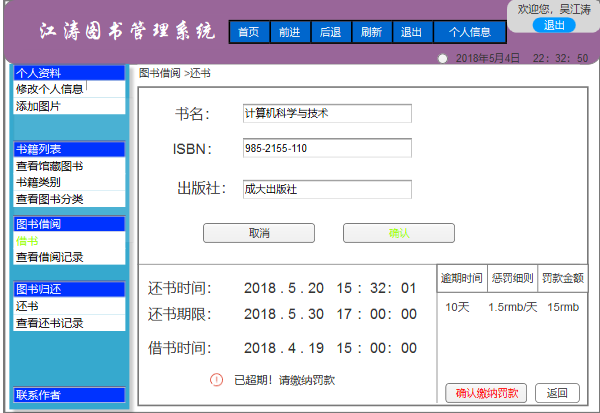 欢迎您，吴江涛
退出
江涛图书管理系统
首页 前进 后退 刷新 退出 个人信息
2018年5月4日 22：32：50
个人资料
修改个人信息
添加图片
书籍列表
查看馆藏图书
书籍类别
查看图书分类
图书借阅
借书
查看借阅记录
图书归还
还书
查看还书记录
联系作者
图书借阅 >还书
书名： 计算机科学与技术
ISBN： 985-2155-110
出版社： 成大出版社
取消 确认
还书时间： 2018 . 5 . 20 15 ：32：01
还书期限： 2018 . 5 . 30 17 ：00：00
借书时间： 2018 . 4 . 19 15 ：00：00
已超期！请缴纳罚款
逾期时间 惩罚细则 罚款金额
10天 1.5rmb/天 15rmb
确认缴纳罚款 返回